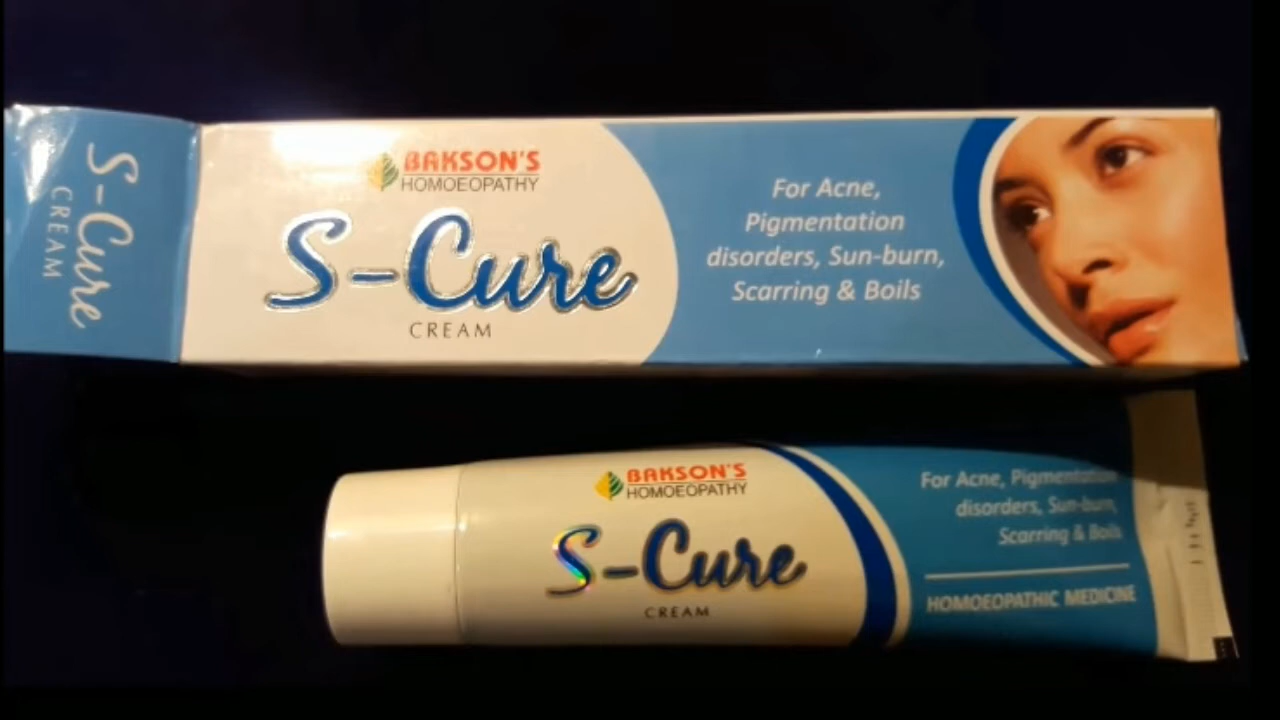 S-Cure
CREAM
BAKSON'S
HOMOEOPATHY
S-Cure
CREAM
For Acne,
Pigmentation
disorders, Sun-burn,
Scarring & Boils
BAKSON'S
HOMOEOPATHY
S-Cure
CREAM
For Acne, Pigmentation
disorders, Sun-burn,
Scarring & Boils
HOMOEOPATHIC MEDICINE